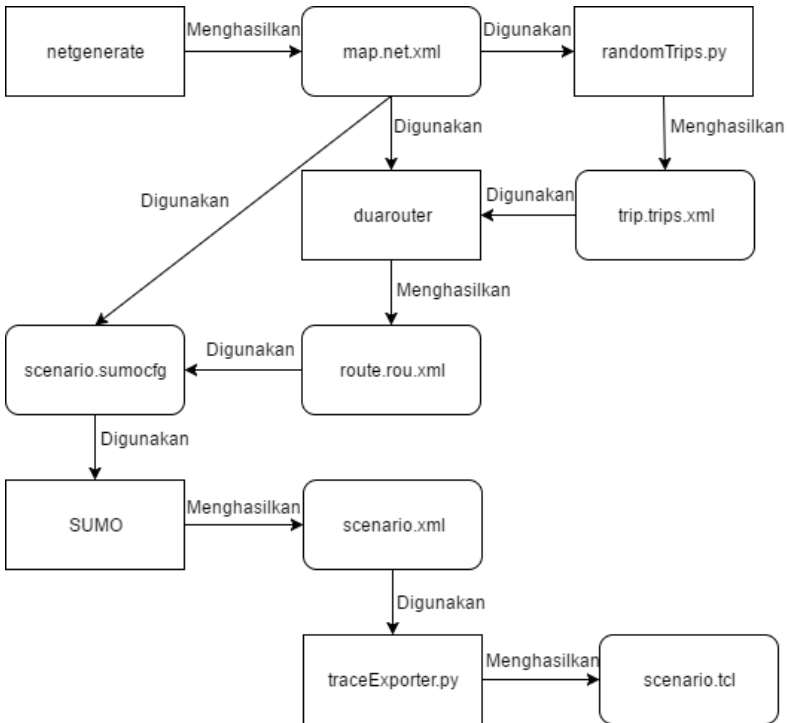 netgenerate
Menghasilkan
map.net.xml
Digunakan
randomTrips.py
Digunakan
Menghasilkan
Digunakan
duarouter
Digunakan
trip.trips.xml
Menghasilkan
scenario.sumocfg
Digunakan
route.rou.xml
Digunakan
SUMO
Menghasilkan
scenario.xml
Digunakan
traceExporter.py
Menghasilkan
scenario.tcl